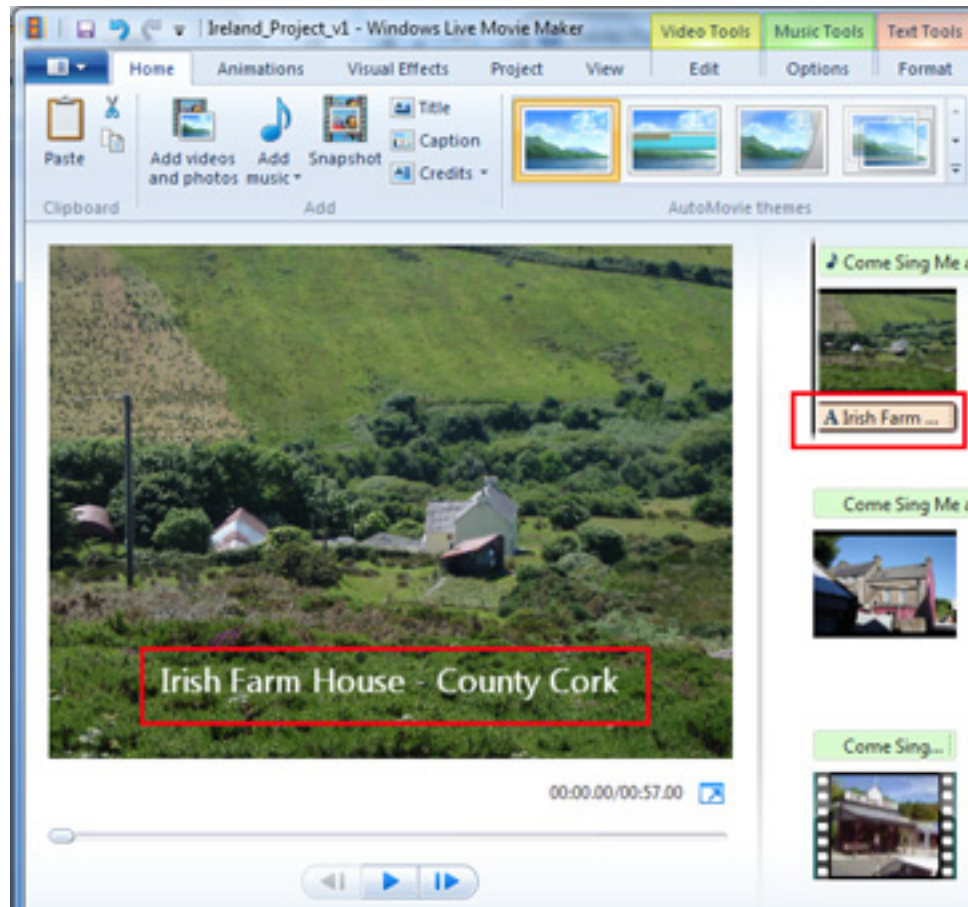 Ireland_Project_v1 - Windows Live Movie Maker
Video Tools
Music Tools
Text Tools
Home
Animations
Visual Effects
Project
View
Edit
Options
Format
Paste
Add videos and photos
Add music
Snapshot
Title
Caption
Credits
Clipboard
Add
AutoMovie themes
Come Sing Me a
A Irish Farm ...
Come Sing Me a
Irish Farm House - County Cork
Come Sing...
00:00.00/00:57.00